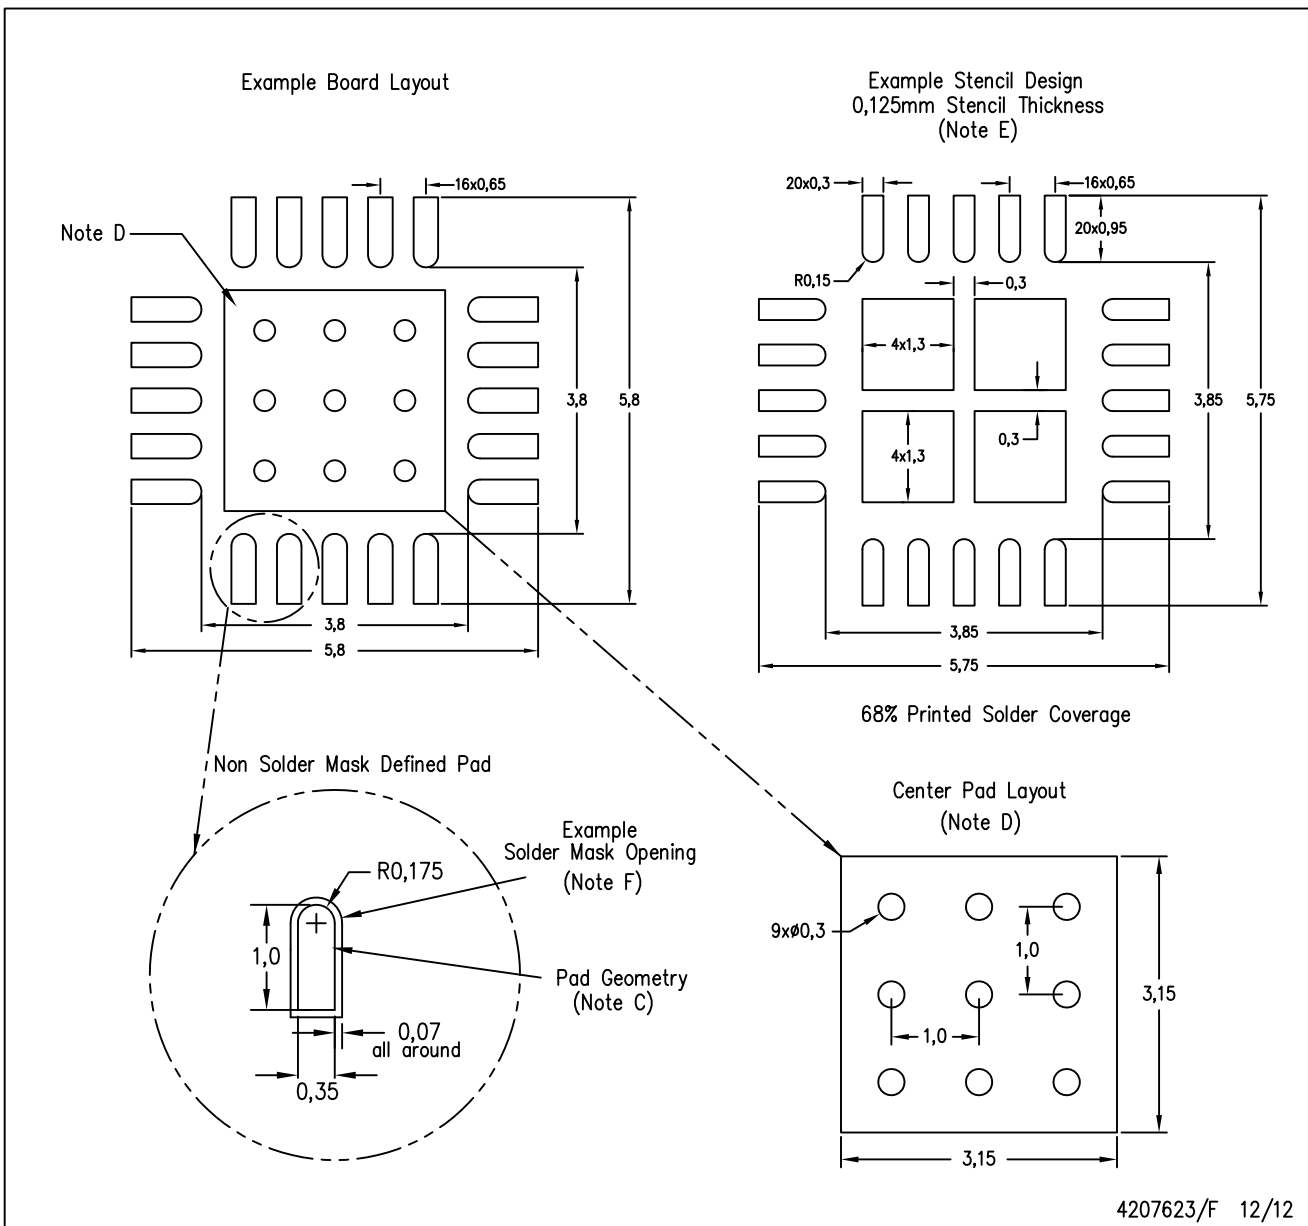 Example Board Layout
16x0,65
Note D
3,8
5,8
3,8
5,8
Example Stencil Design
0,125mm Stencil Thickness
(Note E)
20x0,3
16x0,65
20x0,95
R0,15
0,3
4x1,3
3,85
5,75
0,3
4x1,3
3,85
5,75
68% Printed Solder Coverage
Non Solder Mask Defined Pad
Example
Solder Mask Opening
(Note F)
R0,175
1,0
Pad Geometry
(Note C)
0,07
all around
0,35
Center Pad Layout
(Note D)
9xø0,3
1,0
3,15
1,0
3,15
4207623/F 12/12